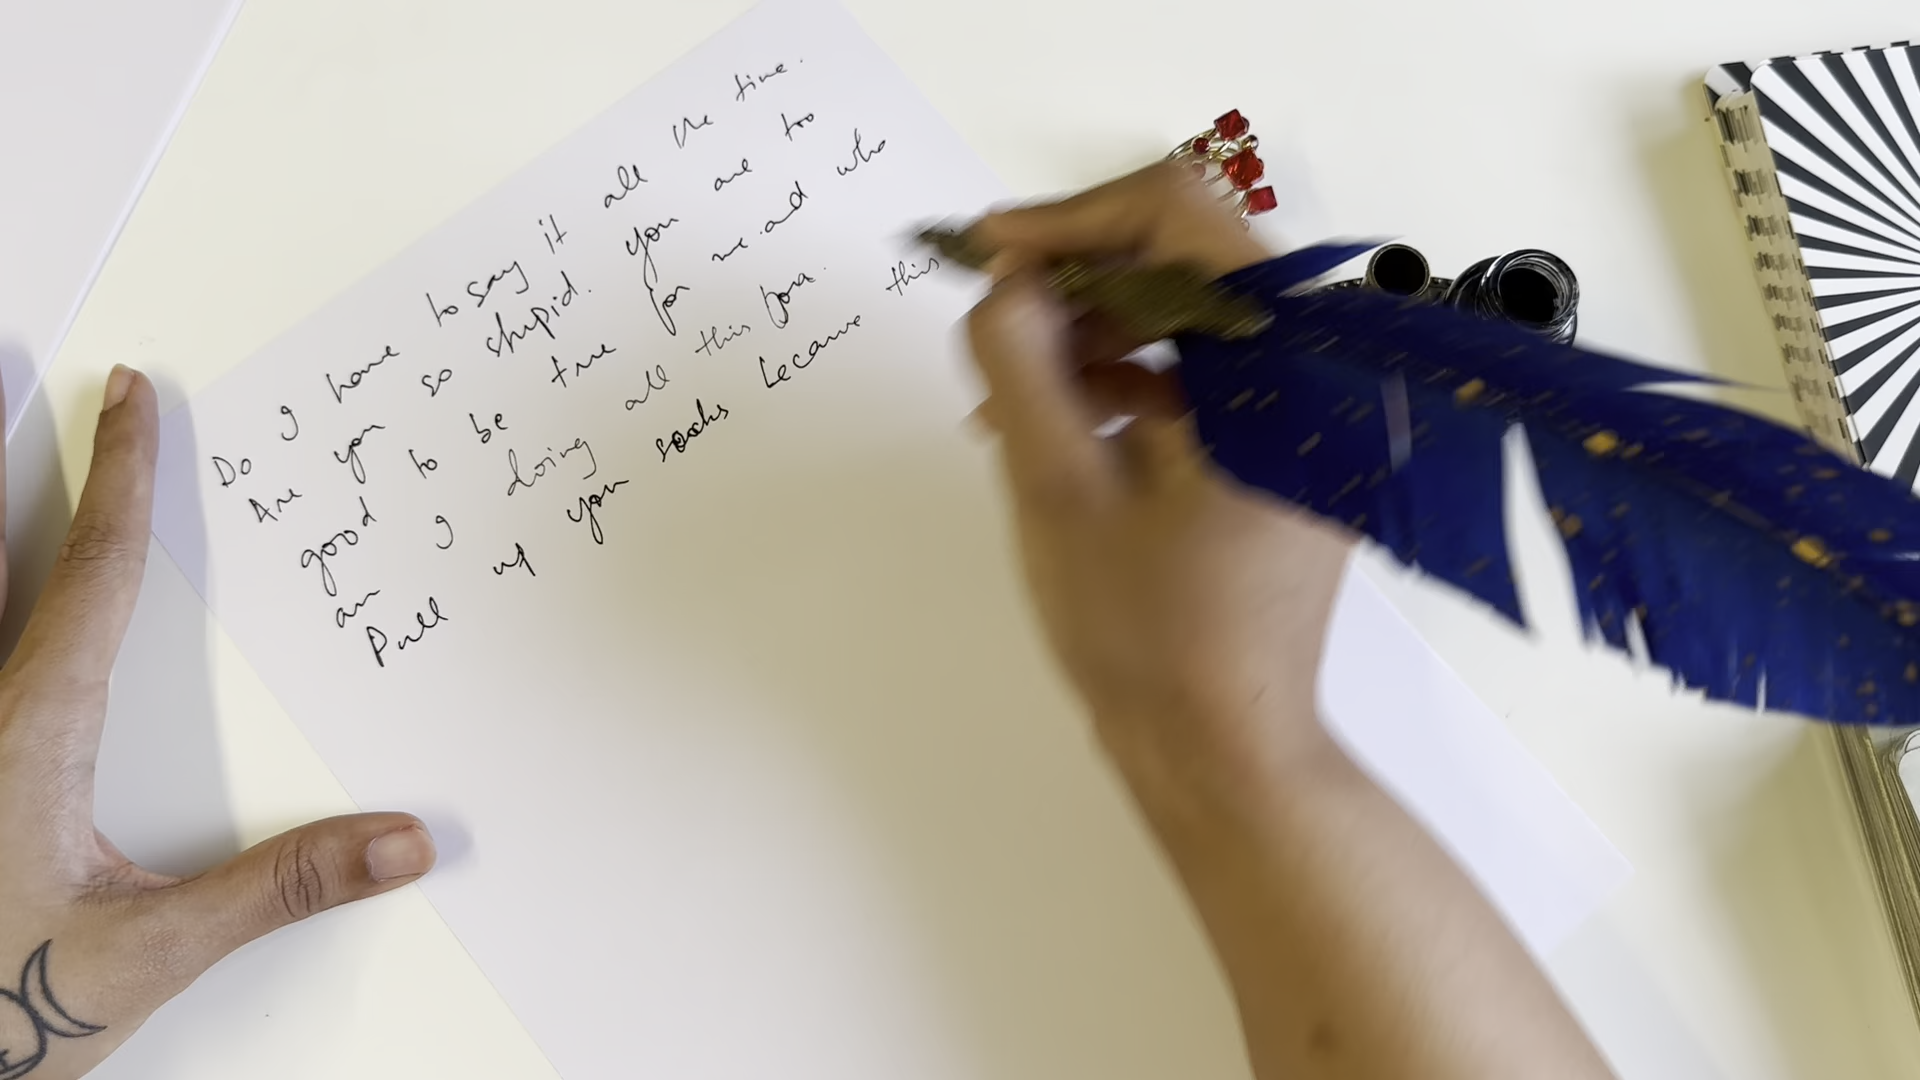 Do I have to say it all the time.
Are you so stupid. you are too
good to be true for me. and who
am I doing all this for.
Pull up you socks because this